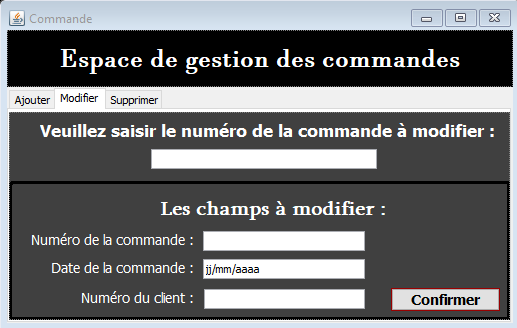 Commande
Espace de gestion des commandes
Ajouter Modifier Supprimer
Veuillez saisir le numéro de la commande à modifier :
Les champs à modifier :
Numéro de la commande :
Date de la commande : jj/mm/aaaa
Numéro du client :
Confirmer